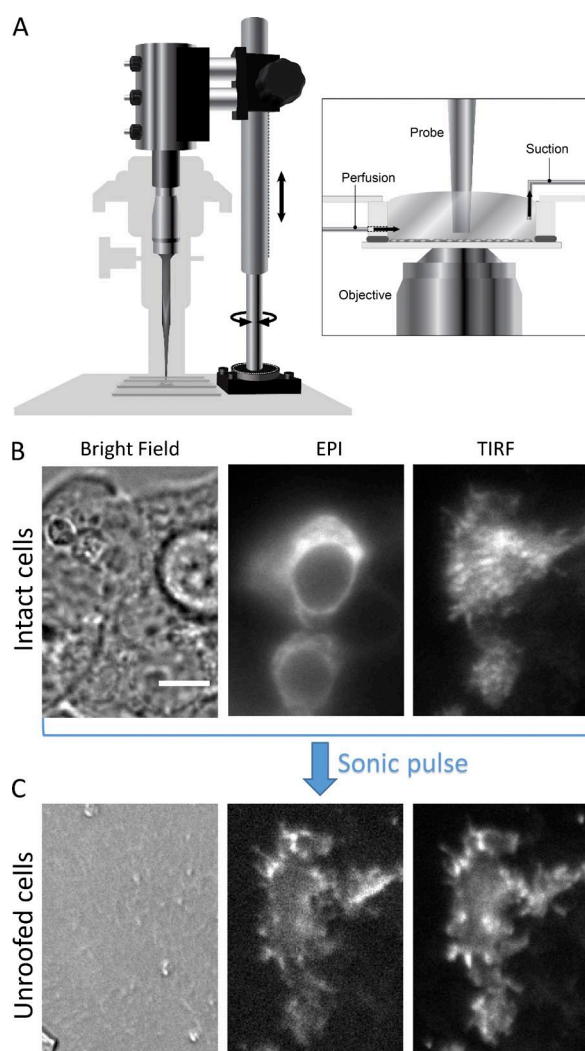 A
Probe
Suction
Perfusion
Objective
B
Bright Field EPI TIRF
Intact cells
Sonic pulse
C
Unroofed cells